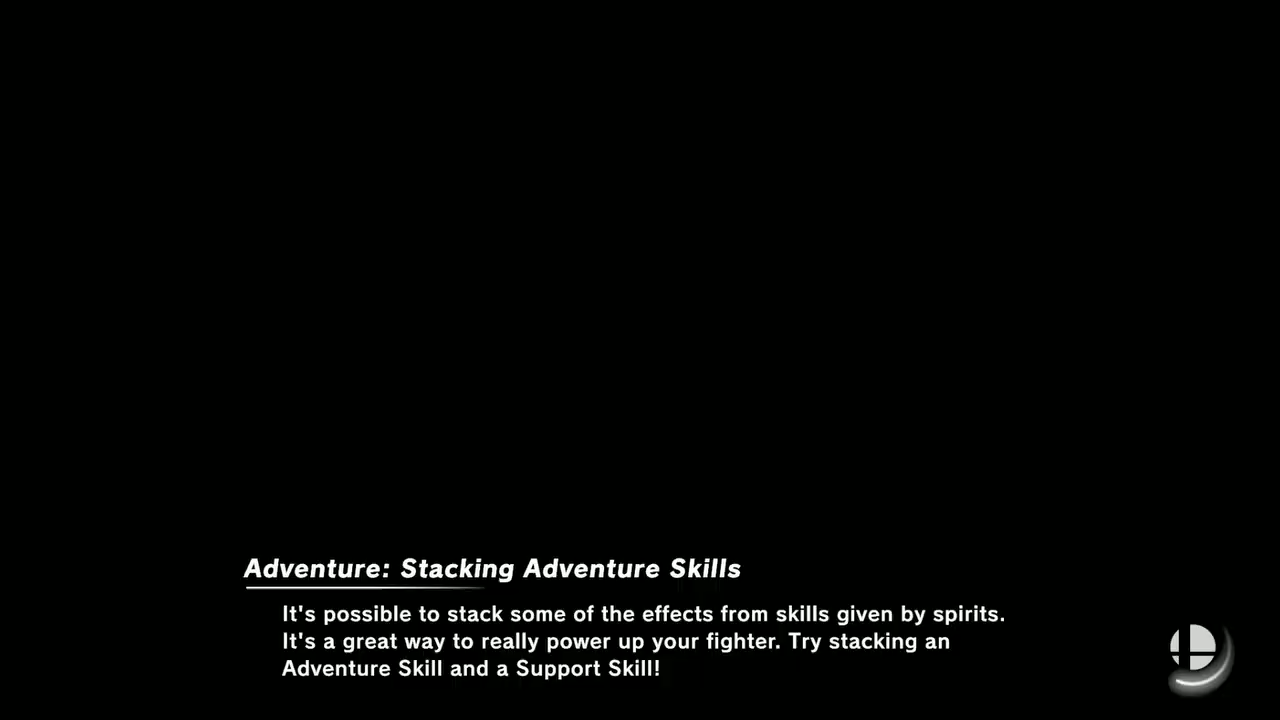 Adventure: Stacking Adventure Skills
It's possible to stack some of the effects from skills given by spirits.
It's a great way to really power up your fighter. Try stacking an
Adventure Skill and a Support Skill!